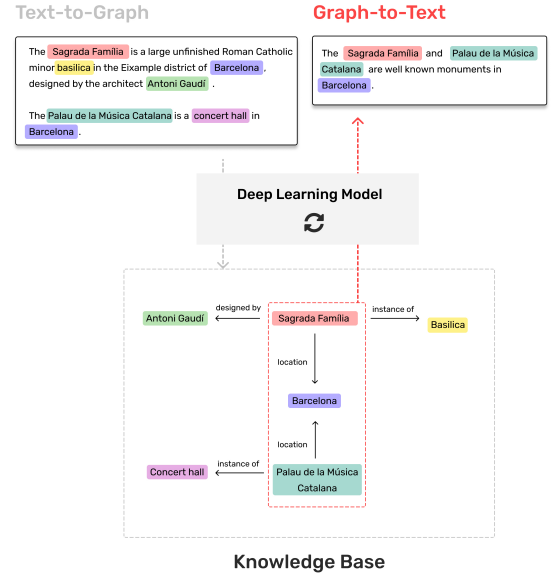 Text-to-Graph
Graph-to-Text
The Sagrada Família is a large unfinished Roman Catholic
minor basilica in the Eixample district of Barcelona ,
designed by the architect Antoni Gaudí .
The Palau de la Música Catalana is a concert hall in
Barcelona .
The Sagrada Família and Palau de la Música
Catalana are well known monuments in
Barcelona .
Deep Learning Model
Antoni Gaudí
designed by
Sagrada Família
instance of
Basilica
location
Barcelona
location
Concert hall
instance of
Palau de la Música
Catalana
Knowledge Base